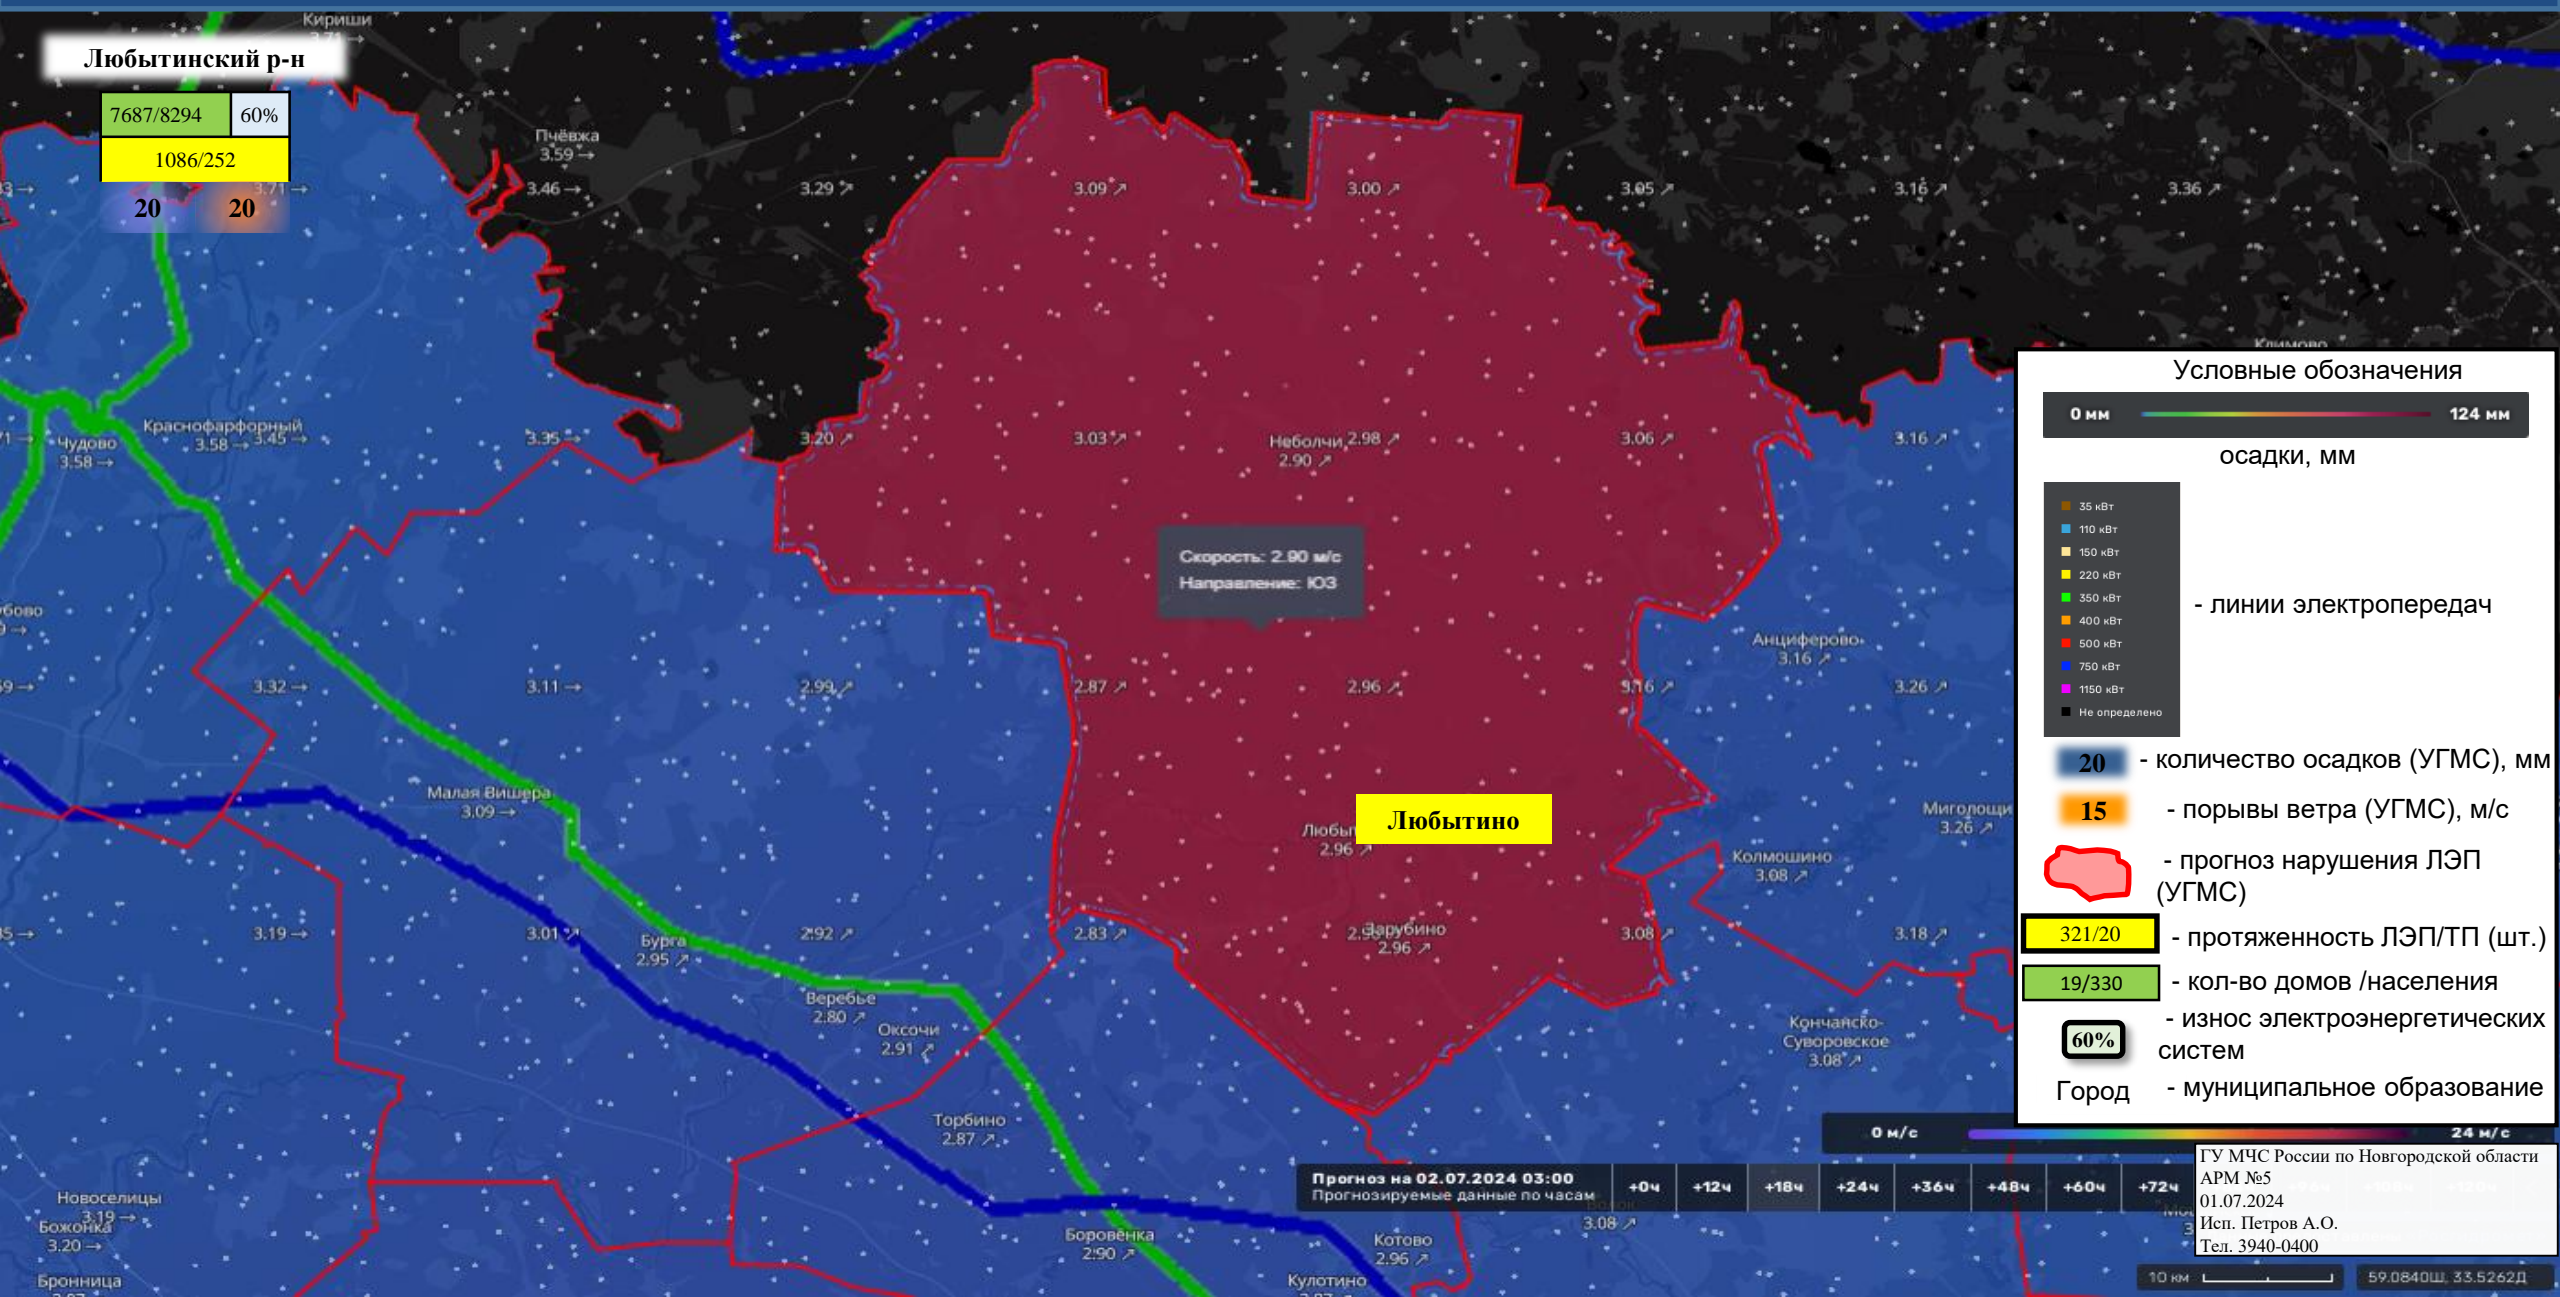 Кириши
3.71 →
Любытинский р-н
7687/8294 60%
1086/252
20 20
3.71 →
Пчёвжа
3.59 →
3.46 →
3.29 ↗
3.09 ↗
3.00 ↗
3.05 ↗
3.16 ↗
3.36 ↗
Климово
Чудово
3.58 →
Краснофарфорный
3.58 → 3.45 →
3.35 →
3.20 ↗
3.03 ↗
Неболчи 2.98 ↗
2.90 ↗
3.06 ↗
3.16 ↗
Скорость: 2.90 м/с
Направление: ЮЗ
Анциферово
3.16 ↗
3.32 →
3.11 →
2.99 ↗
2.87 ↗
2.96 ↗
3.16 ↗
3.26 ↗
Малая Вишера
3.09 →
Любытино
2.96 ↗
Миголощи
3.26 ↗
Колмошино
3.08 ↗
3.19 →
3.01 ↗
Бурга
2.95 ↗
2.92 ↗
2.83 ↗
Зарубино
2.96 ↗
3.08 ↗
3.18 ↗
Веребье
2.80 ↗
Оксочи
2.91 ↗
Кончанско-
Суворовское
3.08 ↗
Торбино
2.87 ↗
Новоселицы
3.19 →
Божонка
3.20 →
Бронница
Боровёнка
2.90 ↗
3.08 ↗
Котово
2.96 ↗
Кулотино
Условные обозначения
0 мм 124 мм
осадки, мм
35 кВт
110 кВт
150 кВт
220 кВт
350 кВт
400 кВт
500 кВт
750 кВт
1150 кВт
Не определено
- линии электропередач
20 - количество осадков (УГМС), мм
15 - порывы ветра (УГМС), м/с
- прогноз нарушения ЛЭП
(УГМС)
321/20 - протяженность ЛЭП/ТП (шт.)
19/330 - кол-во домов /населения
60% - износ электроэнергетических
систем
Город - муниципальное образование
0 м/с 24 м/с
Прогноз на 02.07.2024 03:00
Прогнозируемые данные по часам
+0ч +12ч +18ч +24ч +36ч +48ч +60ч +72ч
ГУ МЧС России по Новгородской области
АРМ №5
01.07.2024
Исп. Петров А.О.
Тел. 3940-0400
10 км
59.0840Ш, 33.5262Д